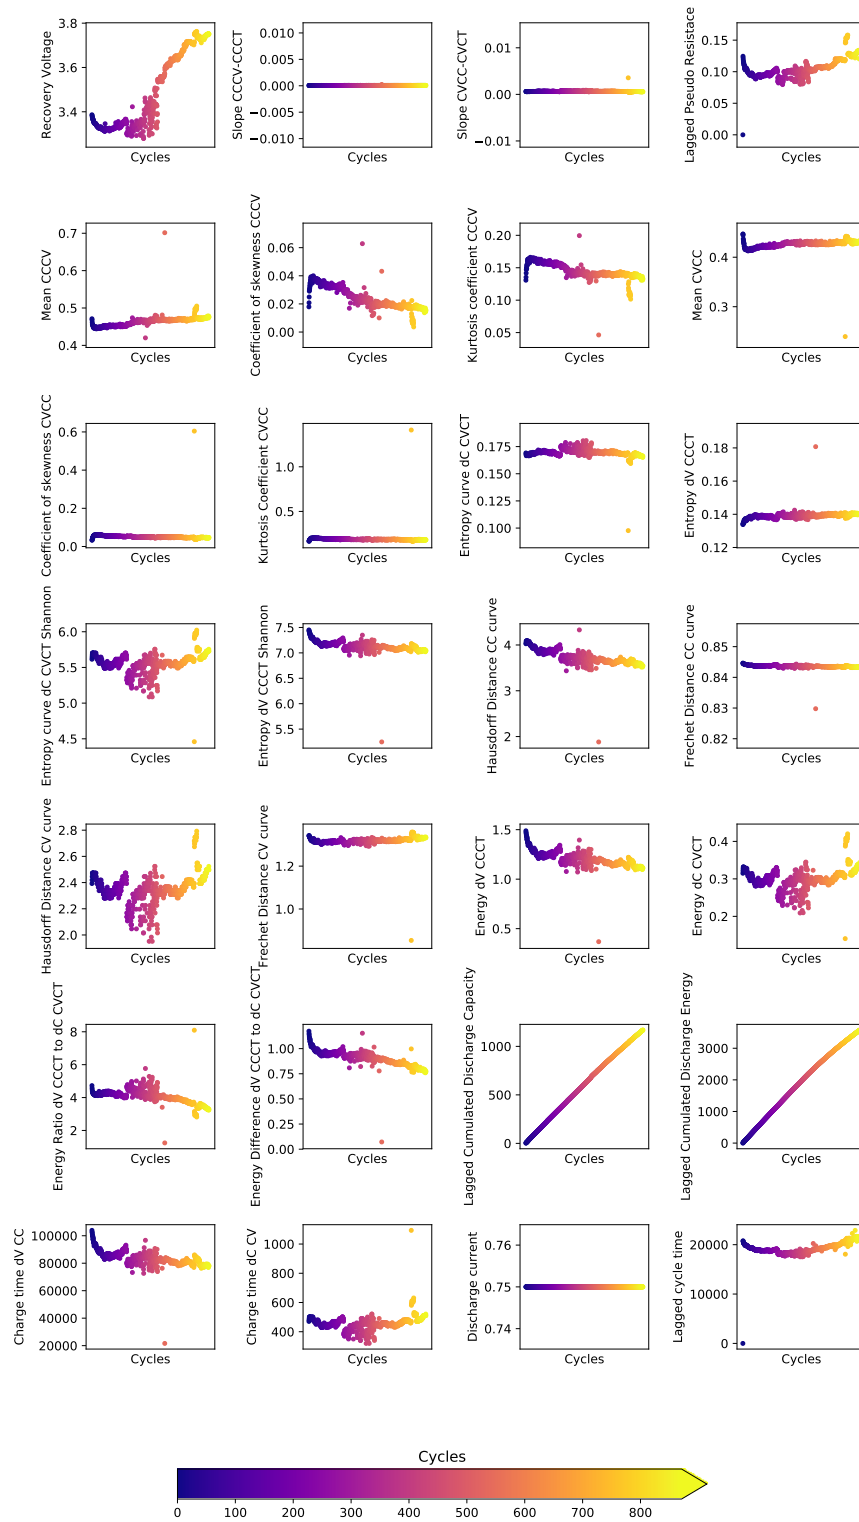 Recovery Voltage
3.8
3.6
3.4
Cycles
Slope CCCV-CCCT
0.010
0.005
0.000
−0.005
−0.010
Cycles
Slope CVCC-CVCT
0.01
0.00
−0.01
Cycles
Lagged Pseudo Resistace
0.15
0.10
0.05
0.00
Cycles
Mean CCCV
0.7
0.6
0.5
0.4
Cycles
Coefficient of skewness CCCV
0.06
0.04
0.02
0.00
Cycles
Kurtosis coefficient CCCV
0.20
0.15
0.10
0.05
Cycles
Mean CVCC
0.4
0.3
Cycles
Coefficient of skewness CVCC
0.6
0.4
0.2
0.0
Cycles
Kurtosis Coefficient CVCC
1.0
0.5
Cycles
Entropy curve dC CVCT
0.175
0.150
0.125
0.100
Cycles
Entropy dV CCCT
0.18
0.16
0.14
0.12
Cycles
Entropy curve dC CVCT Shannon
6.0
5.5
5.0
4.5
Cycles
Entropy dV CCCT Shannon
7.5
7.0
6.5
6.0
5.5
Cycles
Hausdorff Distance CC curve
4
3
2
Cycles
Frechet Distance CC curve
0.85
0.84
0.83
0.82
Cycles
Hausdorff Distance CV curve
2.8
2.6
2.4
2.2
2.0
Cycles
Frechet Distance CV curve
1.2
1.0
Cycles
Energy dV CCCT
1.5
1.0
0.5
Cycles
Energy dC CVCT
0.4
0.3
0.2
Cycles
Energy Ratio dV CCCT to dC CVCT
8
6
4
2
Cycles
Energy Difference dV CCCT to dC CVCT
1.00
0.75
0.50
0.25
0.00
Cycles
Lagged Cumulated Discharge Capacity
1000
500
0
Cycles
Lagged Cumulated Discharge Energy
3000
2000
1000
0
Cycles
Charge time dV CC
100000
80000
60000
40000
20000
Cycles
Charge time dC CV
1000
800
600
400
Cycles
Discharge current
0.76
0.75
0.74
Cycles
Lagged cycle time
20000
10000
0
Cycles
Cycles
0 100 200 300 400 500 600 700 800